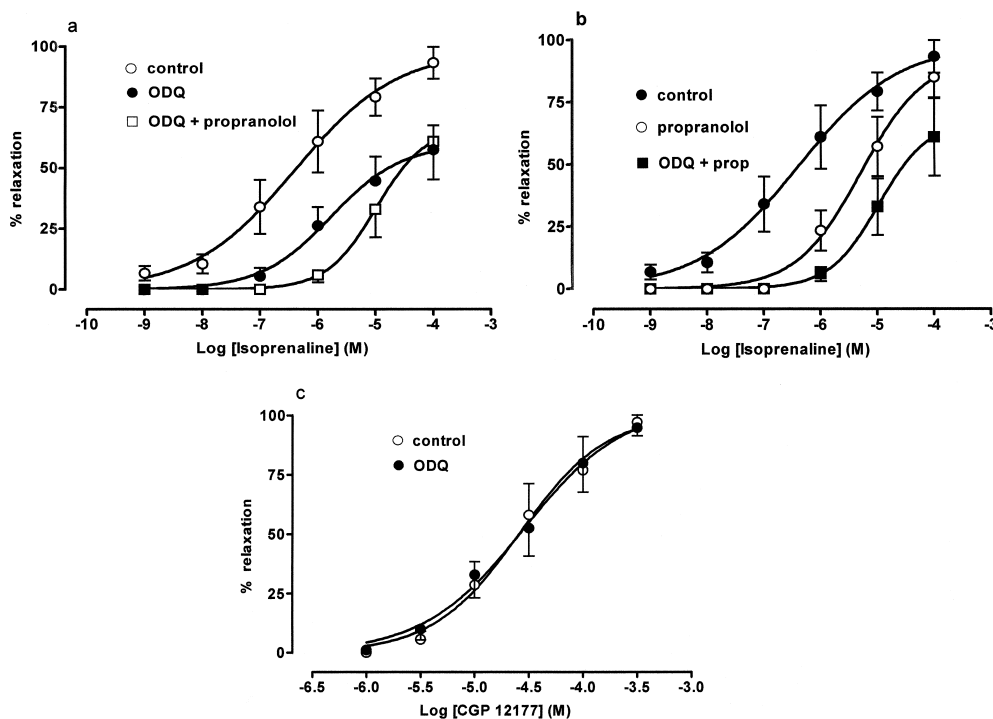 a
100
75
50
25
0
% relaxation
control
ODQ
ODQ + propranolol
-10 -9 -8 -7 -6 -5 -4 -3
Log [Isoprenaline] (M)
b
100
75
50
25
0
% relaxation
control
propranolol
ODQ + prop
-10 -9 -8 -7 -6 -5 -4 -3
Log [Isoprenaline] (M)
c
100
75
50
25
0
% relaxation
control
ODQ
-6.5 -6.0 -5.5 -5.0 -4.5 -4.0 -3.5 -3.0
Log [CGP 12177] (M)